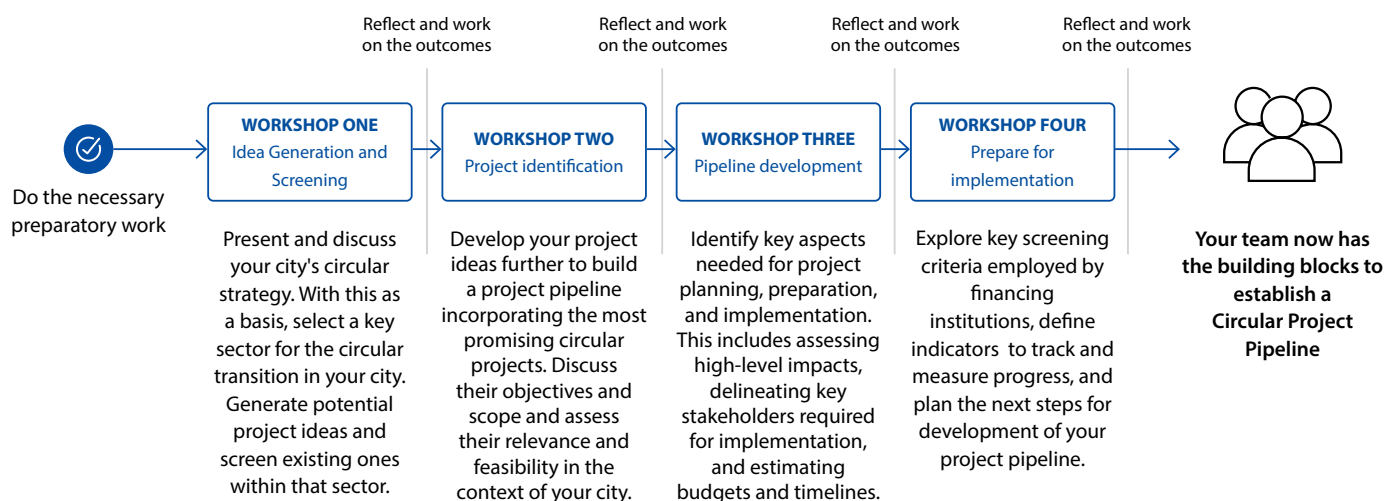 Reflect and work
on the outcomes
Reflect and work
on the outcomes
Reflect and work
on the outcomes
Reflect and work
on the outcomes
Do the necessary
preparatory work
WORKSHOP ONE
Idea Generation and
Screening
Present and discuss
your city's circular
strategy. With this as
a basis, select a key
sector for the circular
transition in your city.
Generate potential
project ideas and
screen existing ones
within that sector.
WORKSHOP TWO
Project identification
Develop your project
ideas further to build
a project pipeline
incorporating the most
promising circular
projects. Discuss
their objectives and
scope and assess
their relevance and
feasibility in the
context of your city.
WORKSHOP THREE
Pipeline development
Identify key aspects
needed for project
planning, preparation,
and implementation.
This includes assessing
high-level impacts,
delineating key
stakeholders required
for implementation,
and estimating
budgets and timelines.
WORKSHOP FOUR
Prepare for
implementation
Explore key screening
criteria employed by
financing
institutions, define
indicators to track and
measure progress, and
plan the next steps for
development of your
project pipeline.
Your team now has
the building blocks to
establish a
Circular Project
Pipeline